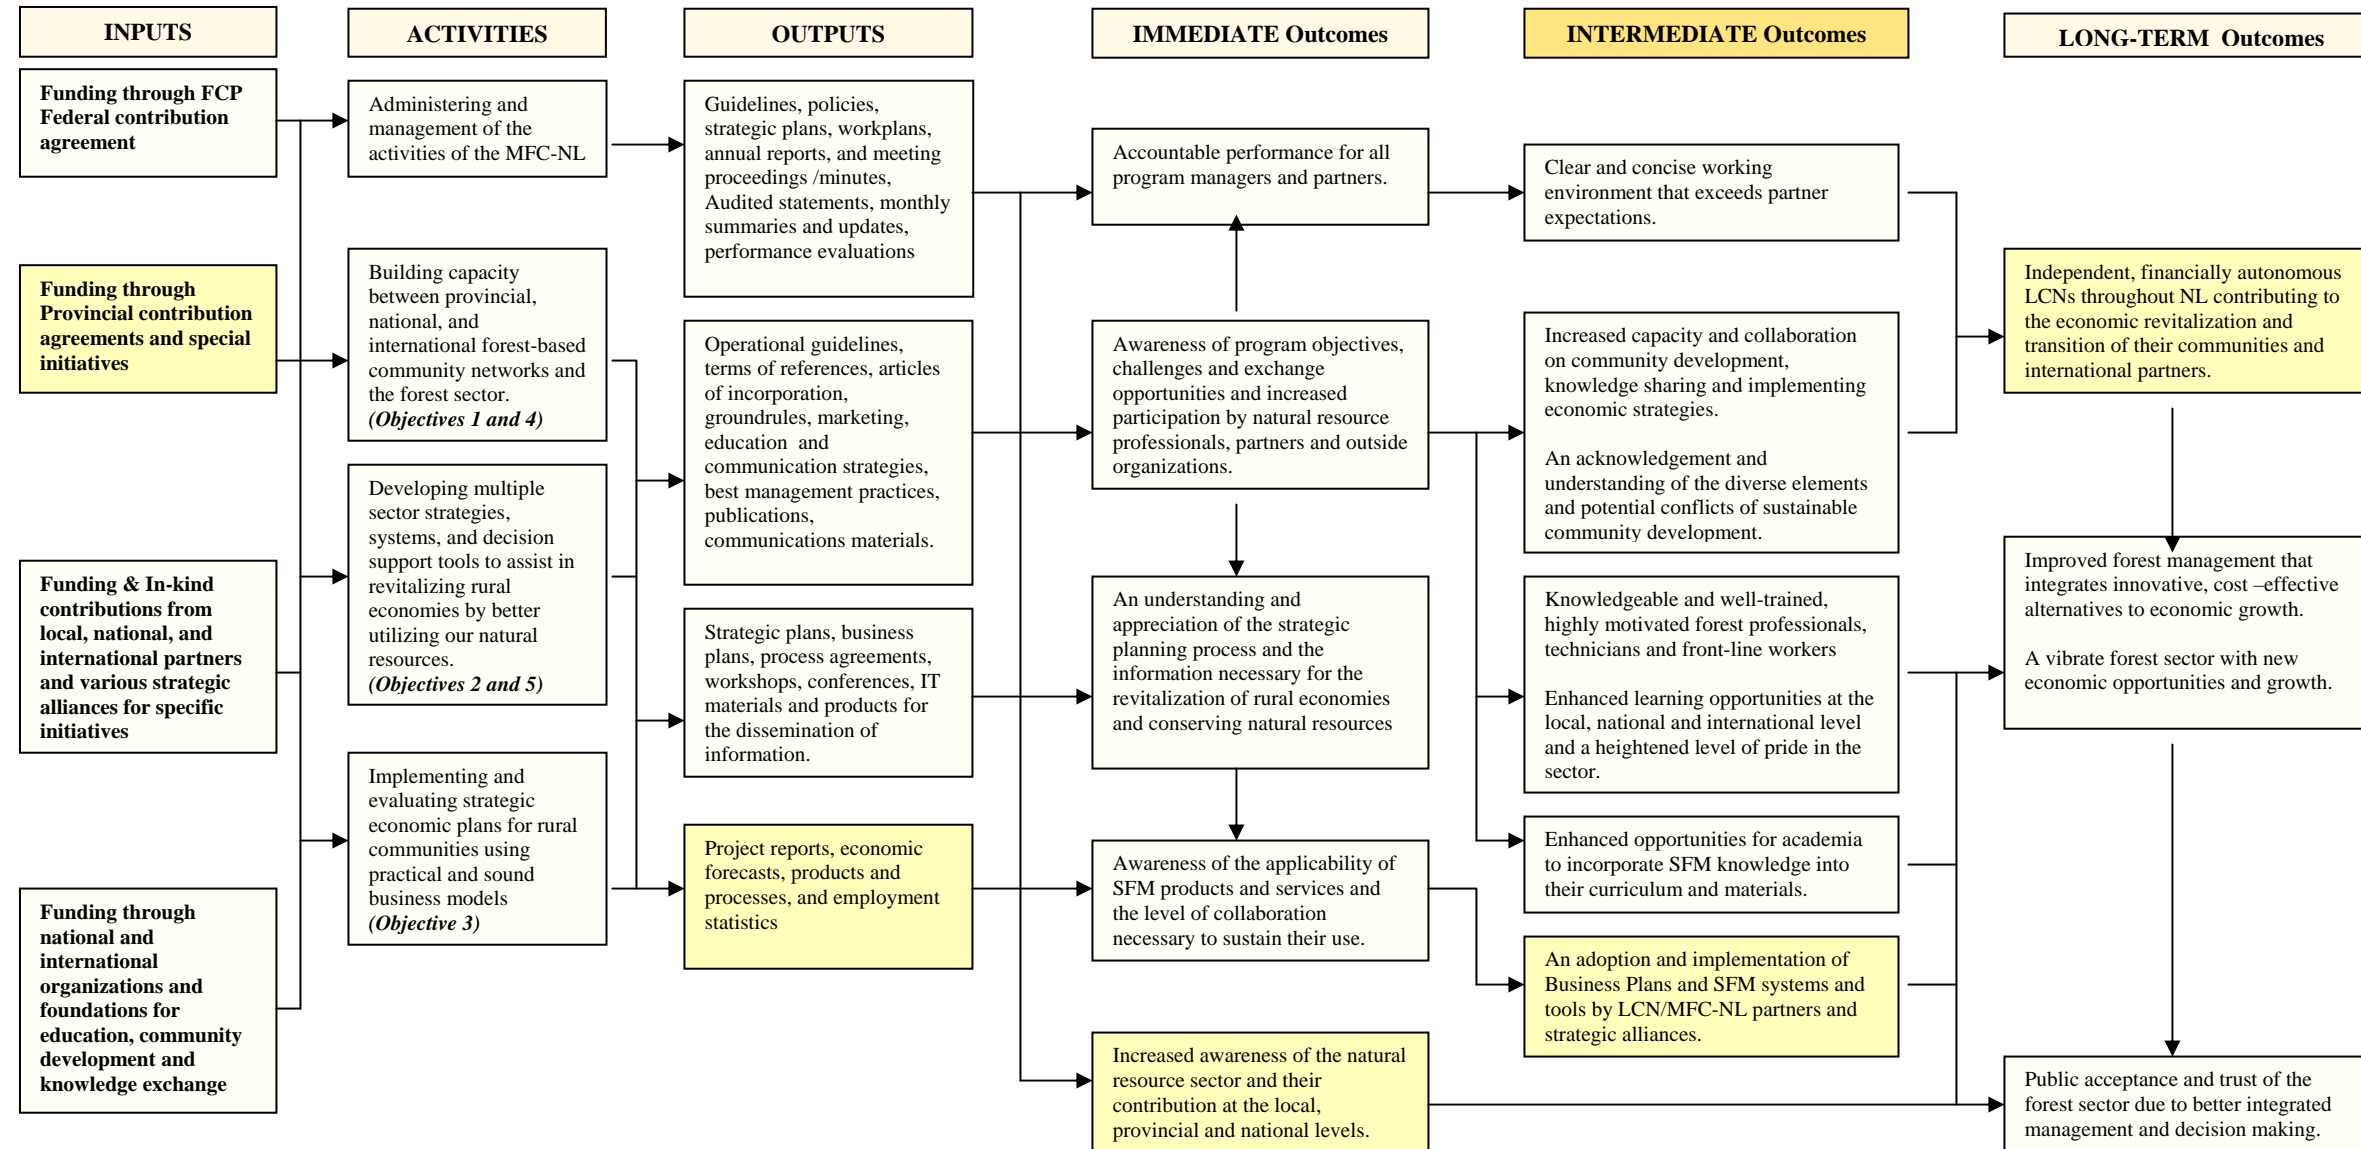 INPUTS
Funding through FCP
Federal contribution
agreement
Funding through
Provincial contribution
agreements and special
initiatives
Funding & In-kind
contributions from
local, national, and
international partners
and various strategic
alliances for specific
initiatives
Funding through
national and
international
organizations and
foundations for
education, community
development and
knowledge exchange
ACTIVITIES
Administering and
management of the
activities of the MFC-NL
Building capacity
between provincial,
national, and
international forest-based
community networks and
the forest sector.
(Objectives 1 and 4)
Developing multiple
sector strategies,
systems, and decision
support tools to assist in
revitalizing rural
economies by better
utilizing our natural
resources.
(Objectives 2 and 5)
Implementing and
evaluating strategic
economic plans for rural
communities using
practical and sound
business models
(Objective 3)
OUTPUTS
Guidelines, policies,
strategic plans, workplans,
annual reports, and meeting
proceedings /minutes,
Audited statements, monthly
summaries and updates,
performance evaluations
Operational guidelines,
terms of references, articles
of incorporation,
groundrules, marketing,
education and
communication strategies,
best management practices,
publications,
communications materials.
Strategic plans, business
plans, process agreements,
workshops, conferences, IT
materials and products for
the dissemination of
information.
Project reports, economic
forecasts, products and
processes, and employment
statistics
IMMEDIATE Outcomes
Accountable performance for all
program managers and partners.
Awareness of program objectives,
challenges and exchange
opportunities and increased
participation by natural resource
professionals, partners and outside
organizations.
An understanding and
appreciation of the strategic
planning process and the
information necessary for the
revitalization of rural economies
and conserving natural resources
Awareness of the applicability of
SFM products and services and
the level of collaboration
necessary to sustain their use.
Increased awareness of the natural
resource sector and their
contribution at the local,
provincial and national levels.
INTERMEDIATE Outcomes
Clear and concise working
environment that exceeds partner
expectations.
Increased capacity and collaboration
on community development,
knowledge sharing and implementing
economic strategies.
An acknowledgement and
understanding of the diverse elements
and potential conflicts of sustainable
community development.
Knowledgeable and well-trained,
highly motivated forest professionals,
technicians and front-line workers
Enhanced learning opportunities at the
local, national and international level
and a heightened level of pride in the
sector.
Enhanced opportunities for academia
to incorporate SFM knowledge into
their curriculum and materials.
An adoption and implementation of
Business Plans and SFM systems and
tools by LCN/MFC-NL partners and
strategic alliances.
LONG-TERM Outcomes
Independent, financially autonomous
LCNs throughout NL contributing to
the economic revitalization and
transition of their communities and
international partners.
Improved forest management that
integrates innovative, cost –effective
alternatives to economic growth.
A vibrate forest sector with new
economic opportunities and growth.
Public acceptance and trust of the
forest sector due to better integrated
management and decision making.